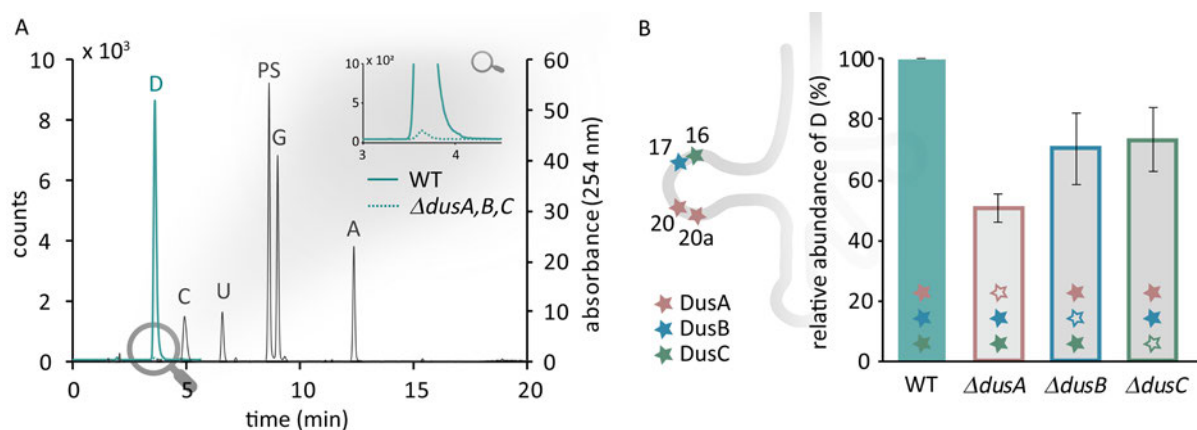 A
x 10³
10
8
6
4
2
0
counts
D
C
U
PS
G
A
0
5
10
15
20
time (min)
60
50
40
30
20
10
0
absorbance (254 nm)
x 10²
10
5
0
3
4
WT
ΔdusA,B,C
B
17
16
20
20a
DusA
DusB
DusC
relative abundance of D (%)
100
80
60
40
20
0
WT
ΔdusA
ΔdusB
ΔdusC